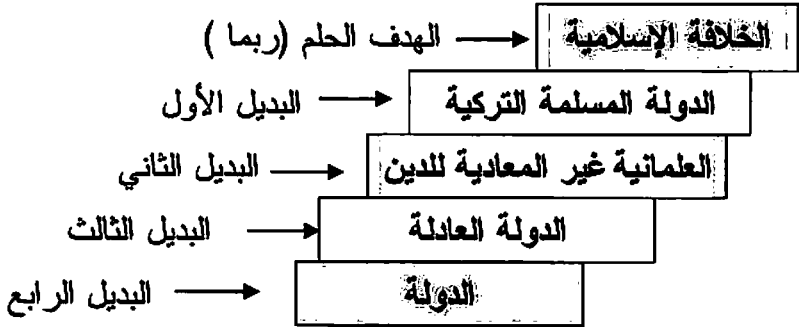 الخلافة الإسلامية ← الهدف الحلم (ربما )
الدولة المسلمة التركية ← البديل الأول
العلمانية غير المعادية للدين ← البديل الثاني
الدولة العادلة ← البديل الثالث
الدولة ← البديل الرابع